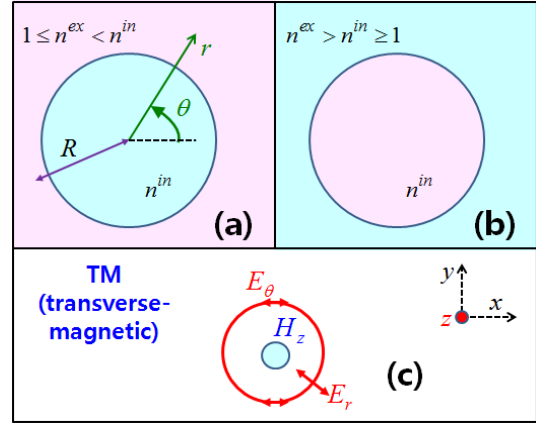 1 ≤ n^{ex} < n^{in}
r
θ
R
n^{in}
(a)
n^{ex} > n^{in} ≥ 1
n^{in}
(b)
TM
(transverse-
magnetic)
E_θ
H_z
E_r
y
z
x
(c)